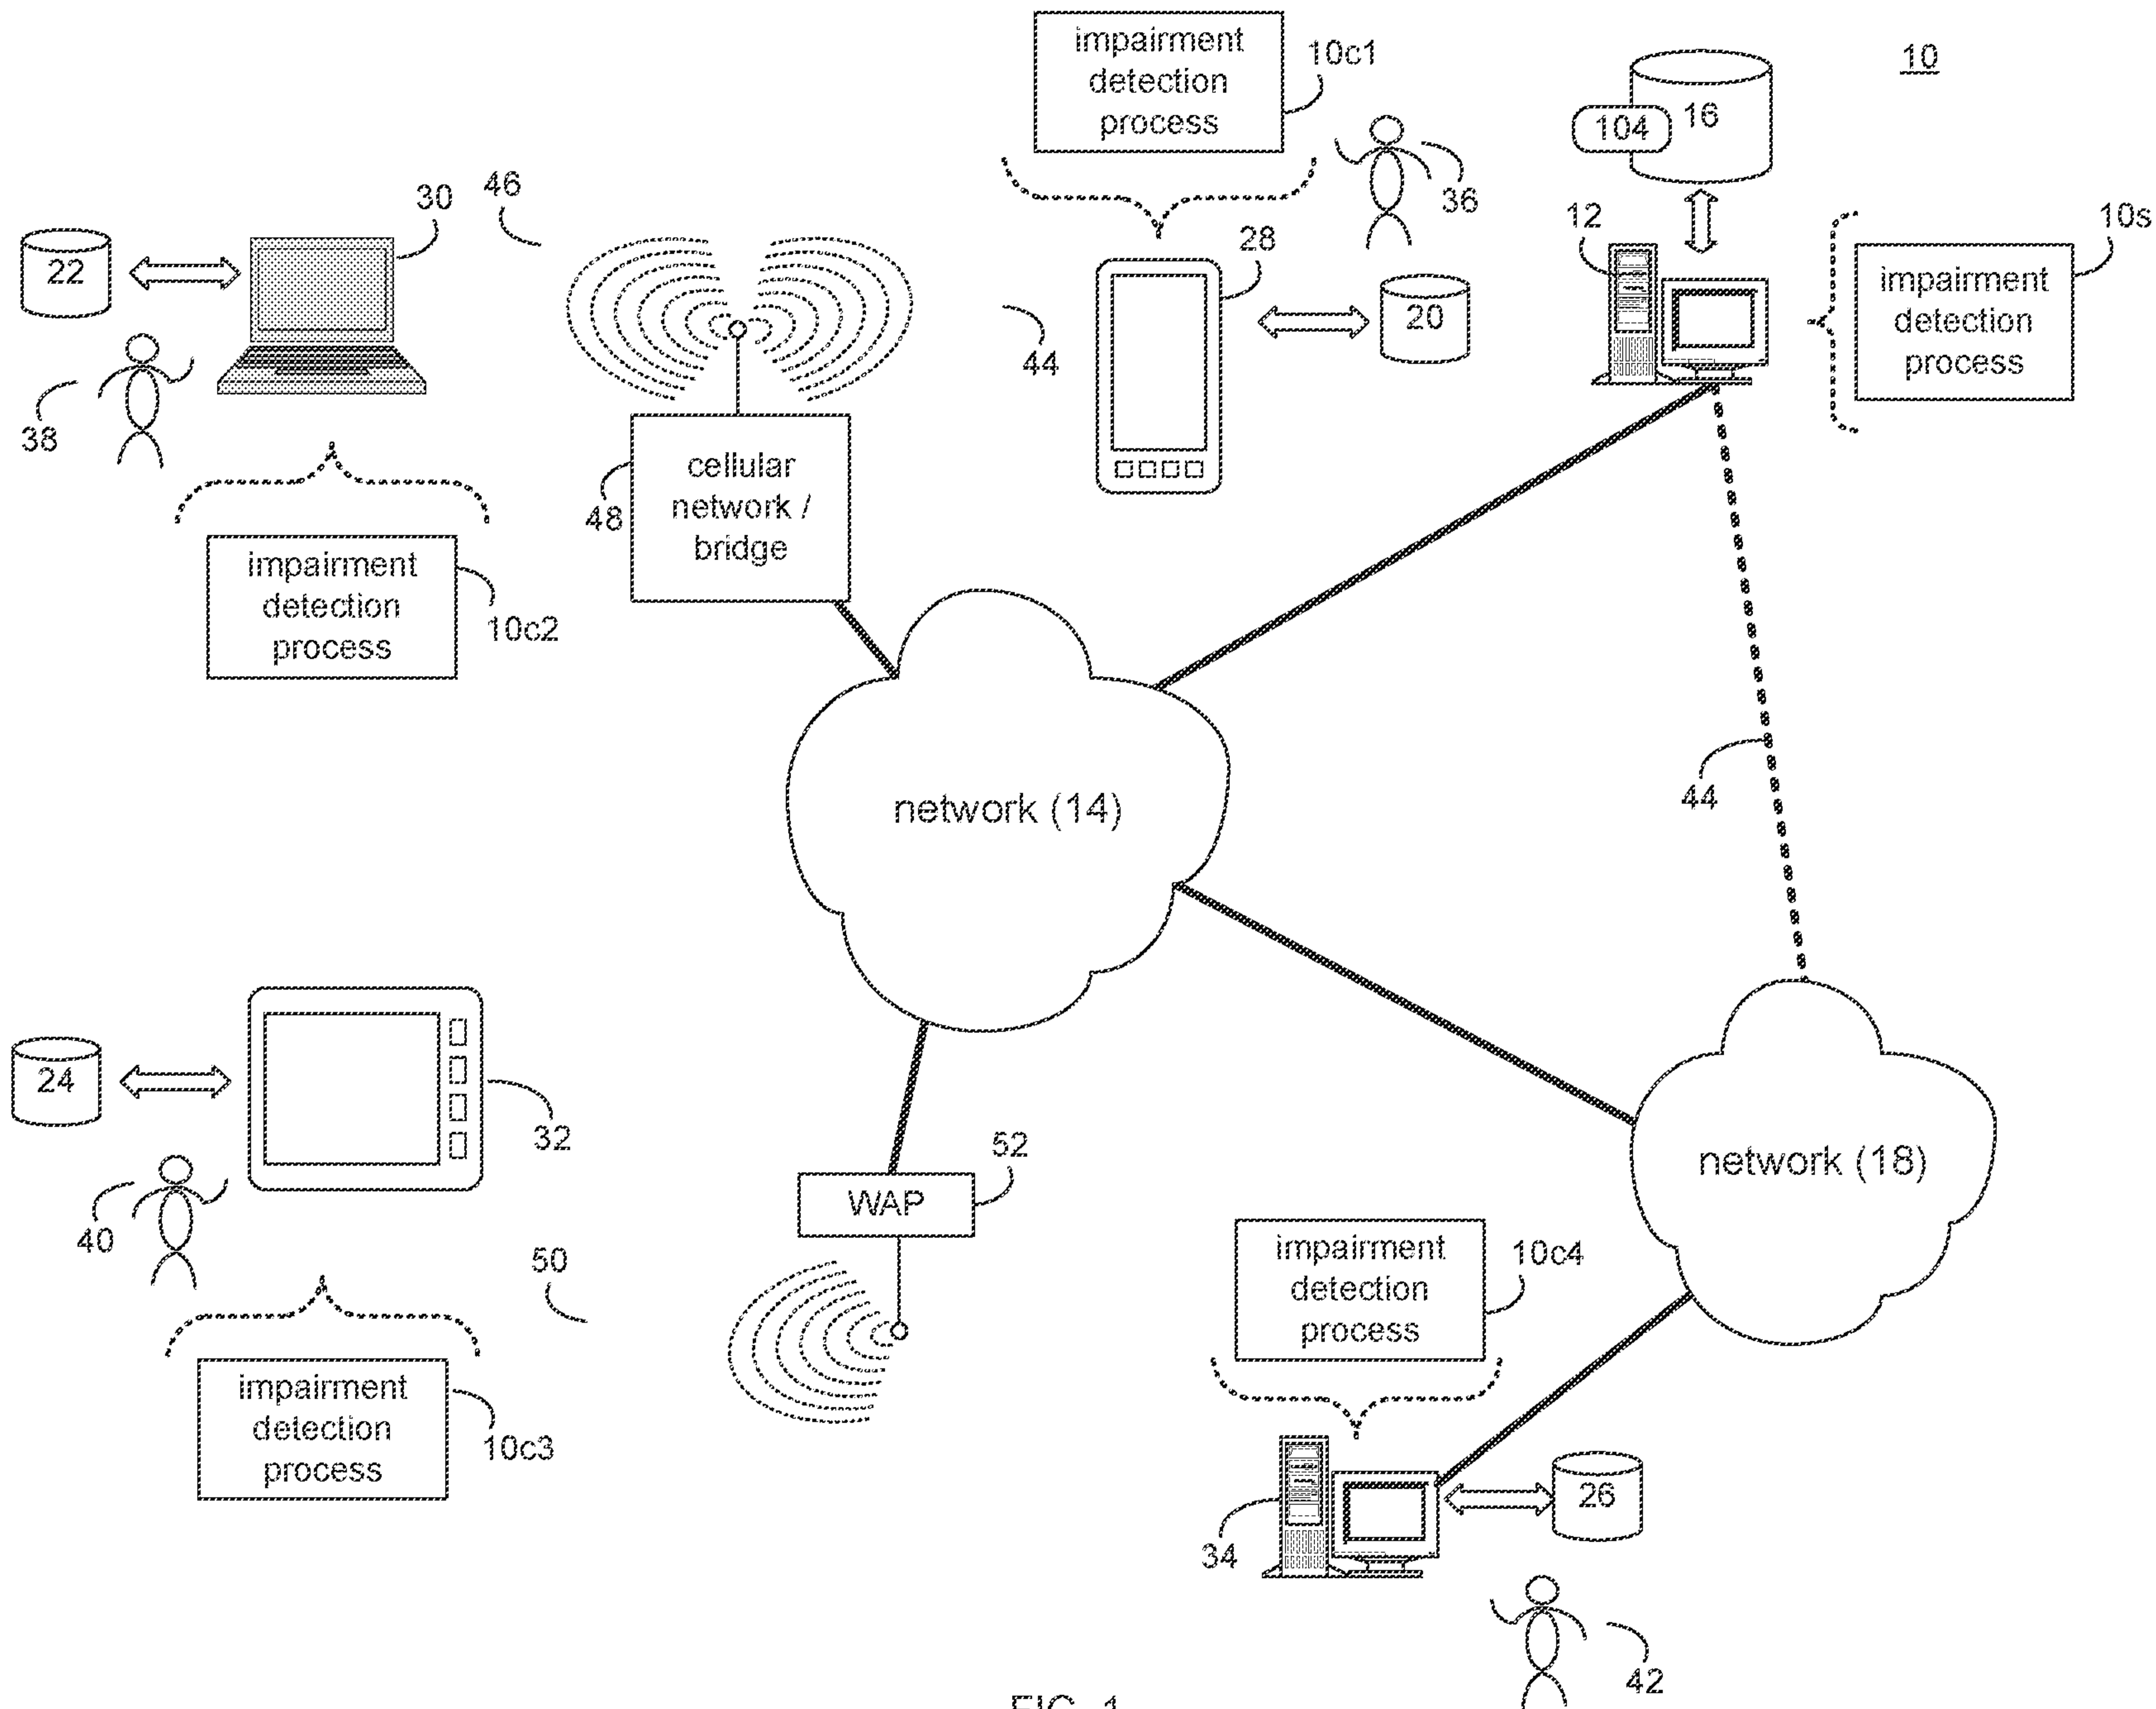 impairment
detection
process
10c1
10
104
16
36
12
10s
impairment
detection
process
46
30
22
28
20
44
38
cellular
network /
bridge
48
impairment
detection
process
10c2
network (14)
44
24
32
52
WAP
network (18)
40
50
impairment
detection
process
10c4
impairment
detection
process
10c3
26
34
42
FIG. 1